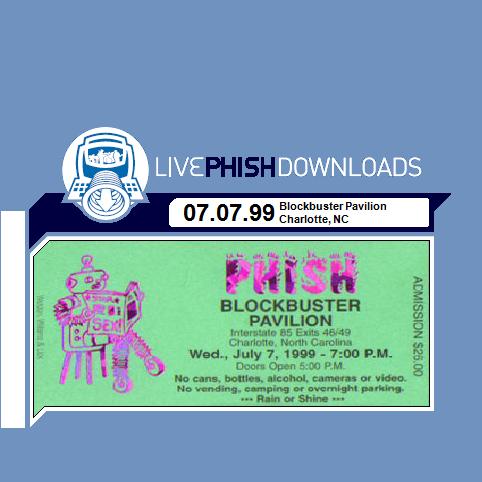 LIVEPHISHDOWNLOADS
07.07.99
Blockbuster Pavilion
Charlotte, NC
PHISH
BLOCKBUSTER
PAVILION
Interstate 85 Exits 46/49
Charlotte, North Carolina
Wed., July 7, 1999 - 7:00 P.M.
Doors Open 5:00 P.M.
No cans, bottles, alcohol, cameras or video.
No vending, camping or overnight parking.
--- Rain or Shine ---
ADMISSION $26.00
SEX